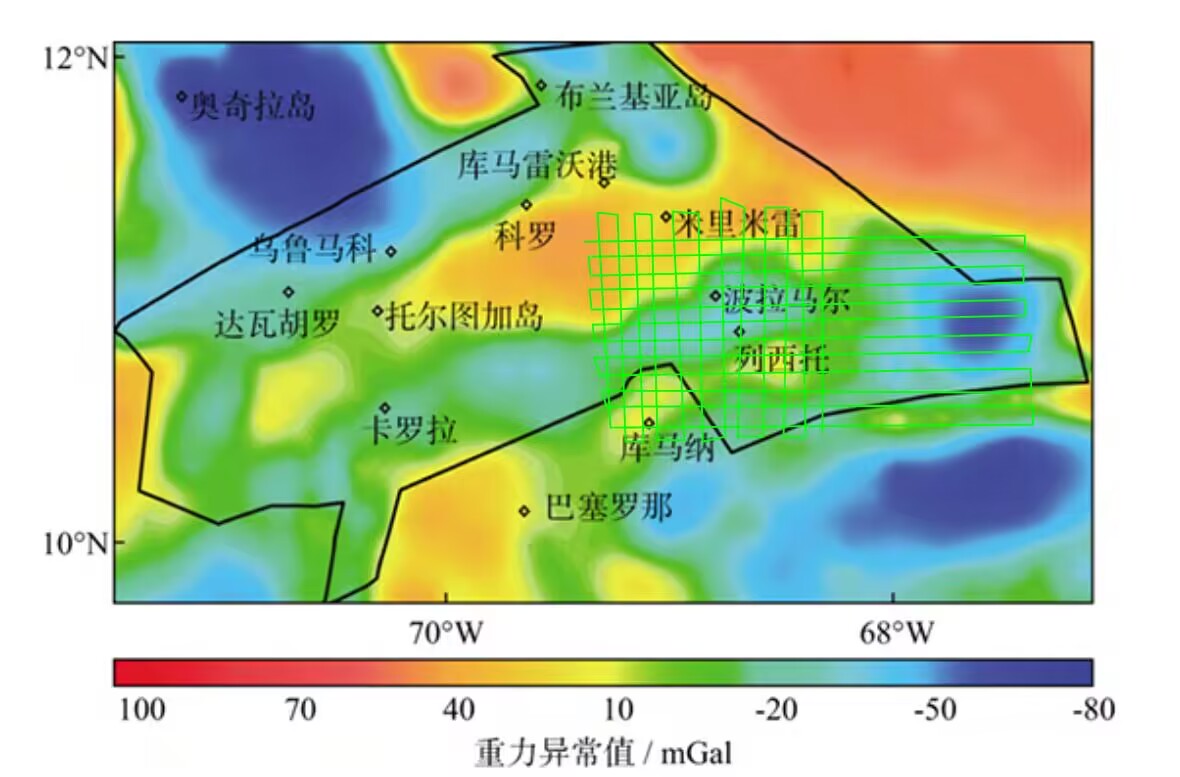 12°N
奥奇拉岛
布兰基亚岛
库马雷沃港
米里米雷
科罗
乌鲁马科
波拉马尔
达瓦胡罗
托尔图加岛
列西托
卡罗拉
库马纳
巴塞罗那
10°N
70°W
68°W
100 70 40 10 -20 -50 -80
重力异常值 / mGal